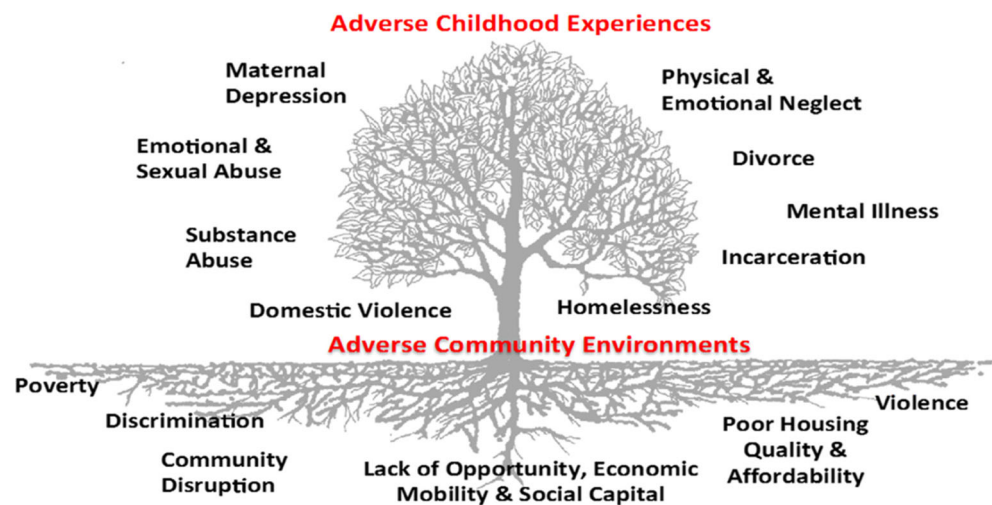 Adverse Childhood Experiences
Maternal
Depression
Physical &
Emotional Neglect
Emotional &
Sexual Abuse
Divorce
Mental Illness
Substance
Abuse
Incarceration
Domestic Violence
Homelessness
Adverse Community Environments
Poverty
Violence
Discrimination
Poor Housing
Quality &
Affordability
Community
Disruption
Lack of Opportunity, Economic
Mobility & Social Capital